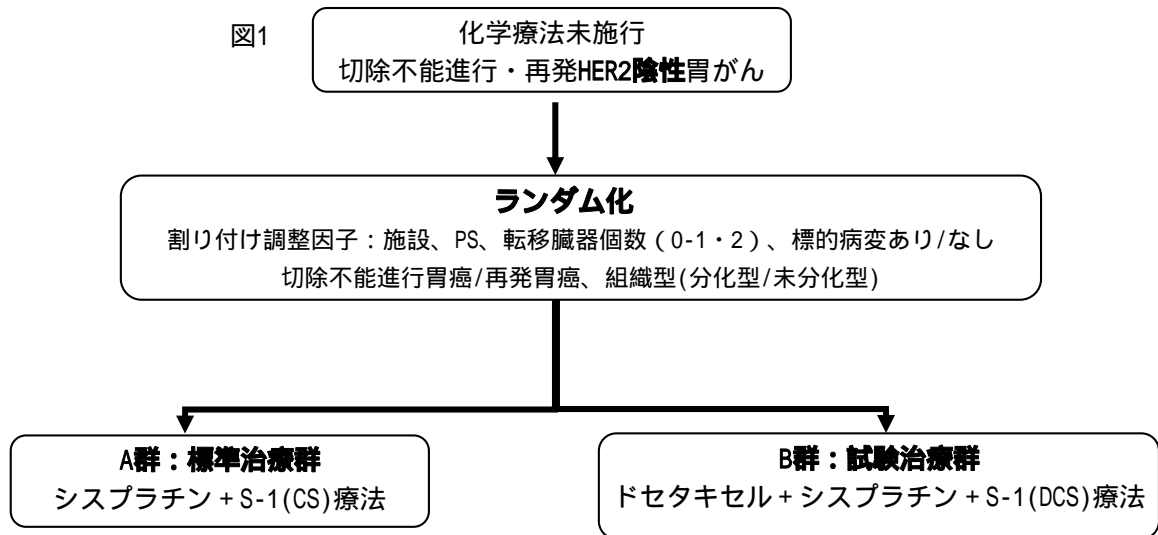 図1
化学療法未施行
切除不能進行・再発HER2陰性胃がん
ランダム化
割り付け調整因子：施設、PS、転移臓器個数（0-1・2）、標的病変あり/なし
切除不能進行胃癌/再発胃癌、組織型(分化型/未分化型)
A群：標準治療群
シスプラチン＋S-1(CS)療法
B群：試験治療群
ドセタキセル＋シスプラチン＋S-1(DCS)療法